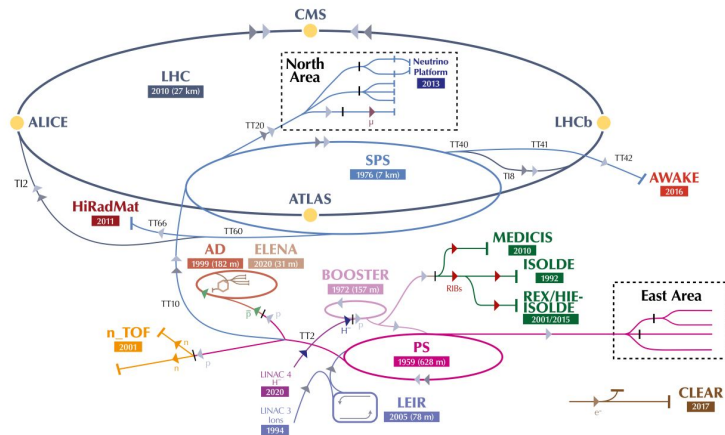 CMS
LHC
2010 (27 km)
North
Area
Neutrino
Platform
2013
μ
ALICE
LHCb
TT20
TT40
TT41
TT42
TI8
TI2
SPS
1976 (7 km)
AWAKE
2016
ATLAS
HiRadMat
2011
TT66
TT60
AD
1999 (182 m)
ELENA
2020 (31 m)
BOOSTER
1972 (157 m)
MEDICIS
2010
ISOLDE
1992
RIBs
REX/HIE-
ISOLDE
2001/2015
East Area
TT10
p
p
H⁻
p
p
TT2
n_TOF
2001
n
n
p
PS
1959 (628 m)
LINAC 4
H⁻
2020
LINAC 3
Ions
1994
LEIR
2005 (78 m)
CLEAR
2017
e⁻